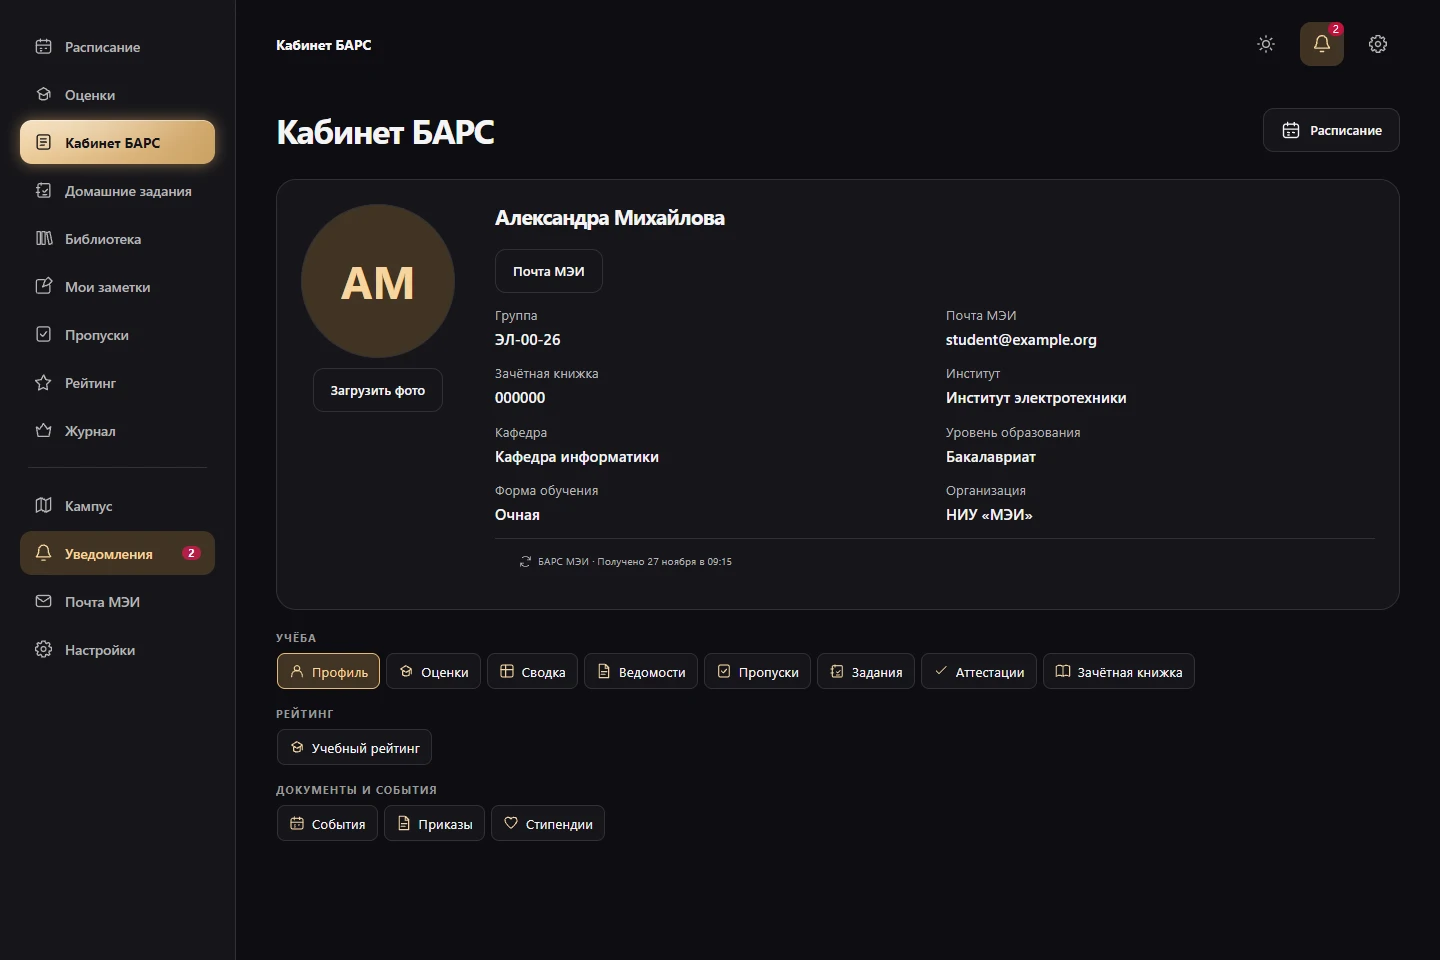 Расписание
Оценки
Кабинет БАРС
Домашние задания
Библиотека
Мои заметки
Пропуски
Рейтинг
Журнал
Кампус
Уведомления 2
Почта МЭИ
Настройки
Кабинет БАРС
2
Кабинет БАРС
Расписание
АМ
Загрузить фото
Александра Михайлова
Почта МЭИ
Группа
ЭЛ-00-26
Почта МЭИ
student@example.org
Зачётная книжка
000000
Институт
Институт электротехники
Кафедра
Кафедра информатики
Уровень образования
Бакалавриат
Форма обучения
Очная
Организация
НИУ «МЭИ»
БАРС МЭИ · Получено 27 ноября в 09:15
УЧЁБА
Профиль Оценки Сводка Ведомости Пропуски Задания Аттестации Зачётная книжка
РЕЙТИНГ
Учебный рейтинг
ДОКУМЕНТЫ И СОБЫТИЯ
События Приказы Стипендии